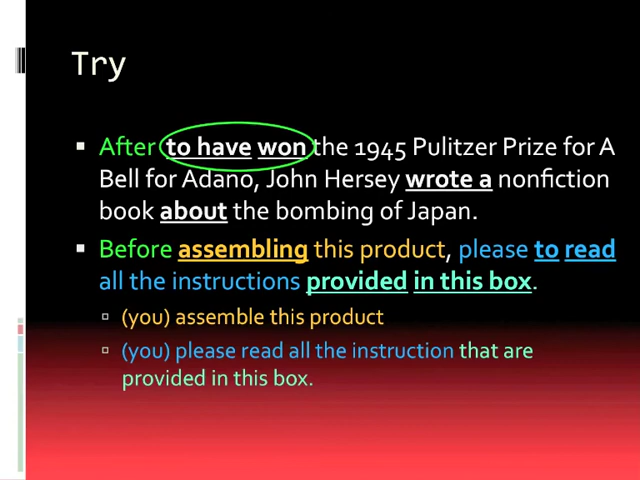 Try
After to have won the 1945 Pulitzer Prize for A
Bell for Adano, John Hersey wrote a nonfiction
book about the bombing of Japan.
Before assembling this product, please to read
all the instructions provided in this box.
(you) assemble this product
(you) please read all the instruction that are
provided in this box.